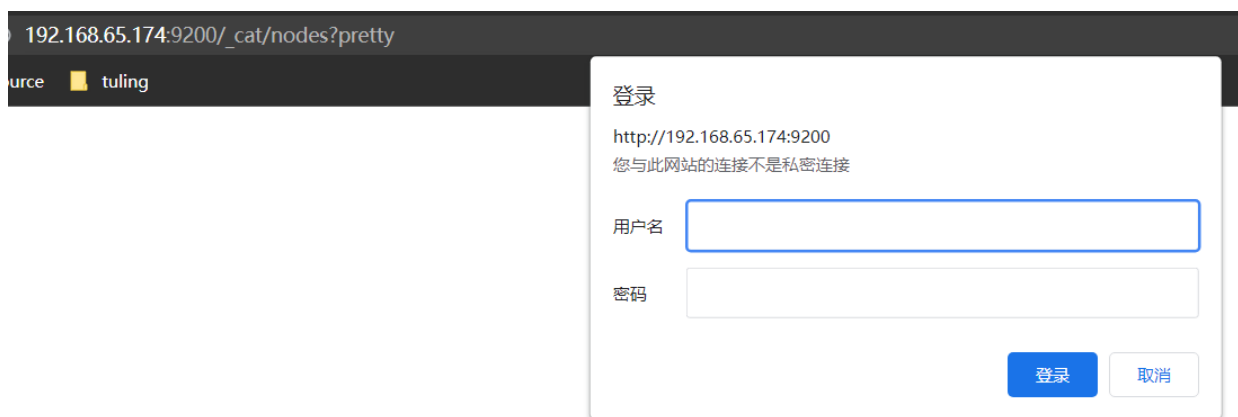 192.168.65.174:9200/_cat/nodes?pretty
ource tuling
登录
http://192.168.65.174:9200
您与此网站的连接不是私密连接
用户名
密码
登录 取消